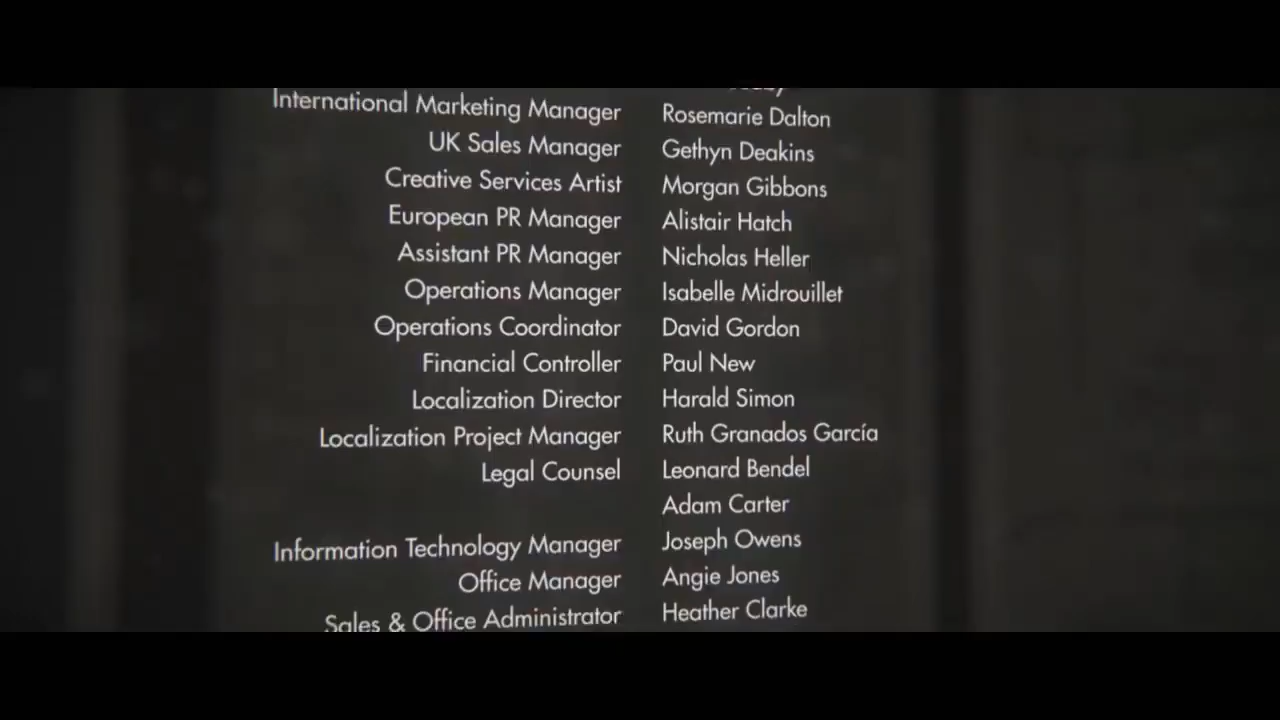 International Marketing Manager Rosemarie Dalton
UK Sales Manager Gethyn Deakins
Creative Services Artist Morgan Gibbons
European PR Manager Alistair Hatch
Assistant PR Manager Nicholas Heller
Operations Manager Isabelle Midrouillet
Operations Coordinator David Gordon
Financial Controller Paul New
Localization Director Harald Simon
Localization Project Manager Ruth Granados García
Legal Counsel Leonard Bendel
Adam Carter
Information Technology Manager Joseph Owens
Office Manager Angie Jones
Sales & Office Administrator Heather Clarke